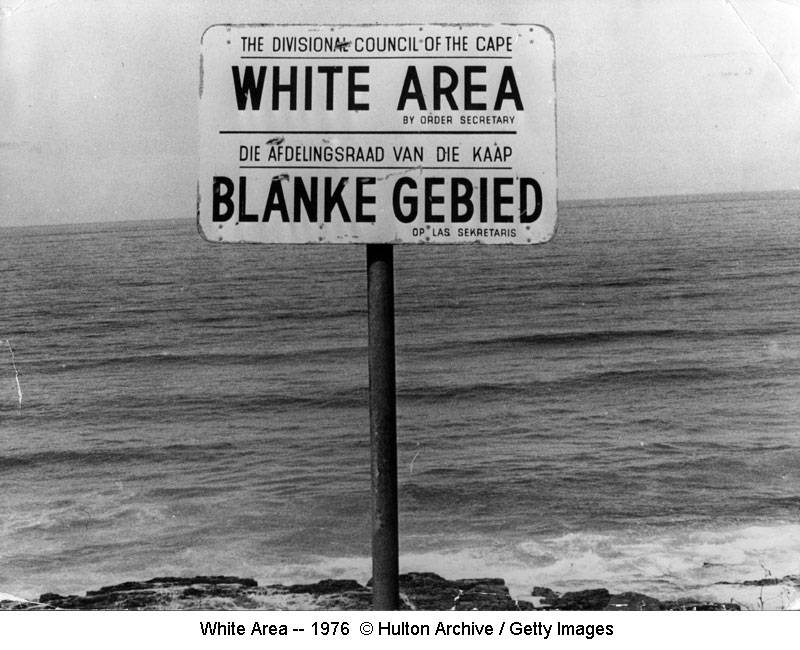 THE DIVISIONAL COUNCIL OF THE CAPE
WHITE AREA
BY ORDER SECRETARY
DIE AFDELINGSRAAD VAN DIE KAAP
BLANKE GEBIED
OP LAS SEKRETARIS
White Area -- 1976 © Hulton Archive / Getty Images